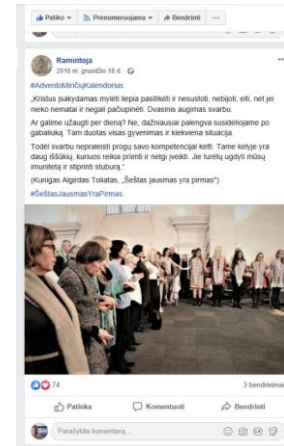 Patiko Prenumeruojama Bendrinti ...
Ramintoja
2018 m. gruodžio 18 d.
#AdventoMinčiųKalendorius
„Kristus įsakydamas mylėti liepia pasitikėti ir nesustoti, nebijoti, eiti, net jei
nieko nematai ir negali pačiupinėti. Dvasinis augimas svarbu.
Ar galime užaugti per dieną? Ne, dažniausiai palengva susidėliojame po
gabaliuką. Tam duotas visas gyvenimas ir kiekviena situacija.
Todėl svarbu nepraleisti progų savo kompetencijai kelti. Tame kelyje yra
daug iššūkių, kuriuos reikia priimti ir netgi įveikti. Jie turėtų ugdyti mūsų
imunitetą ir stiprinti stuburą."
(Kunigas Algirdas Toliatas, „Šeštas jausmas yra pirmas")
#ŠeštasJausmasYraPirmas
74 3 bendrinimai
Patinka Komentuoti Bendrinti
Parašykite komentarą...